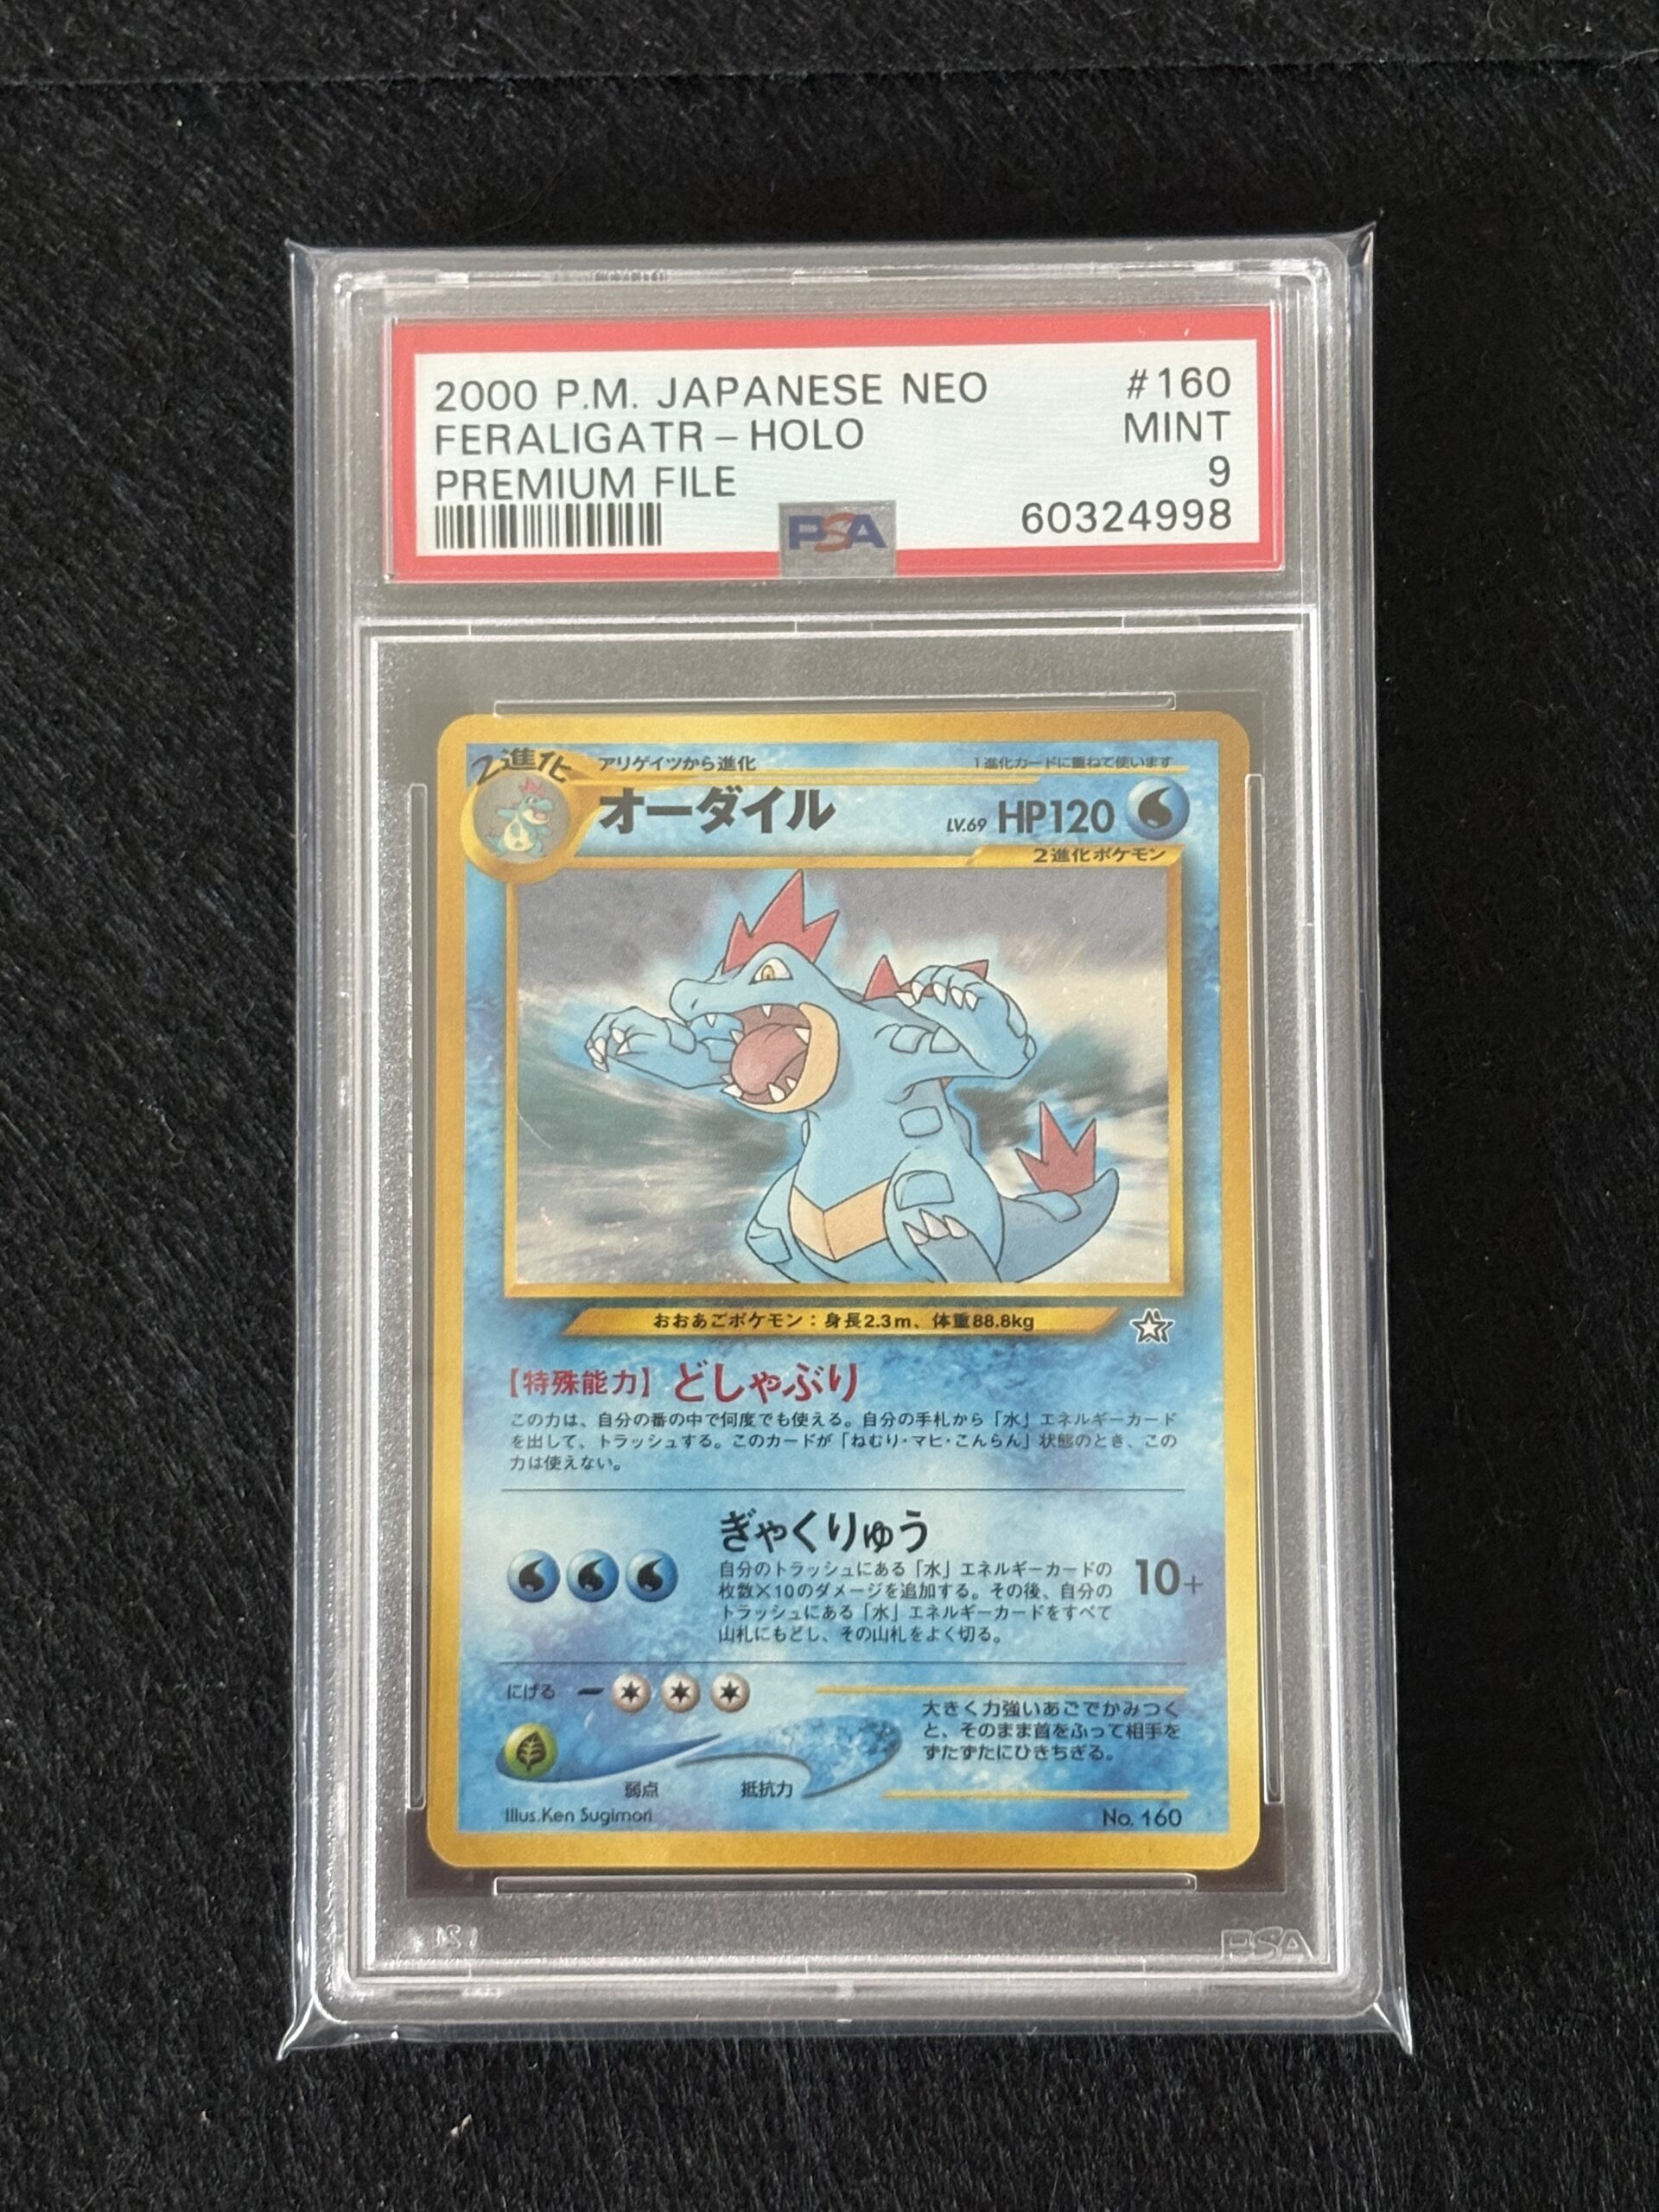 2000 P.M. JAPANESE NEO #160
FERALIGATR - HOLO MINT
PREMIUM FILE 9
PSA 60324998
2進化
アリゲイツから進化
1進化カードに重ねて使います
オーダイル LV.69 HP120
2進化ポケモン
おおあごポケモン：身長2.3m、体重88.8kg
【特殊能力】どしゃぶり
この力は、自分の番の中で何度でも使える。自分の手札から「水」エネルギーカード
を出して、トラッシュする。このカードが「ねむり・マヒ・こんらん」状態のとき、この
力は使えない。
ぎゃくりゅう
自分のトラッシュにある「水」エネルギーカードの
枚数×10のダメージを追加する。その後、自分の
トラッシュにある「水」エネルギーカードをすべて
山札にもどし、その山札をよく切る。
10+
にげる
大きく力強いあごでかみつく
と、そのまま首をふって相手を
ずたずたにひきちぎる。
弱点 抵抗力
Illus.Ken Sugimori No. 160
PSA